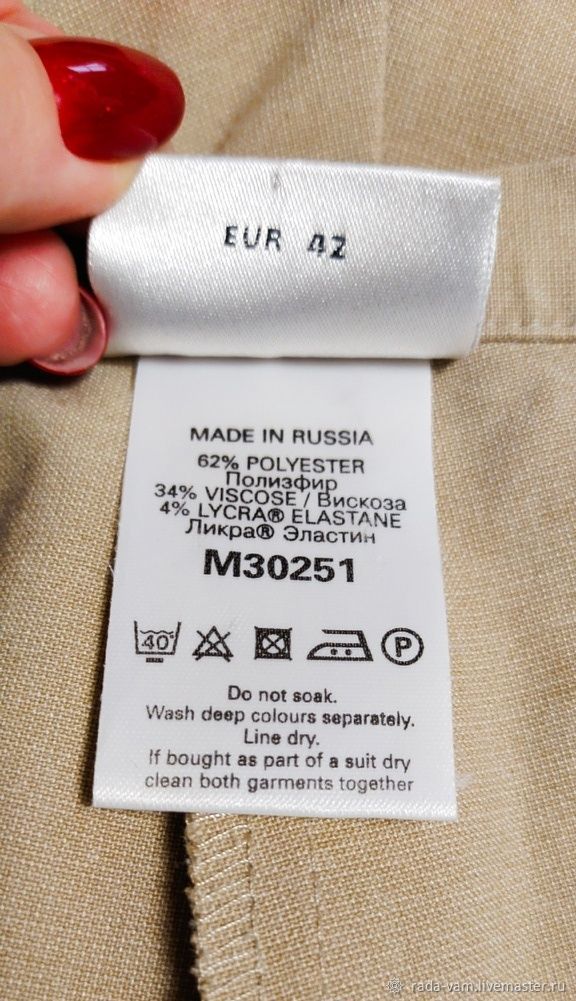 EUR 42
MADE IN RUSSIA
62% POLYESTER
Полизфир
34% VISCOSE / Вискоза
4% LYCRA® ELASTANE
Ликра® Эластин
M30251
40° P
Do not soak.
Wash deep colours separately.
Line dry.
If bought as part of a suit dry
clean both garments together
rada-vam.livemaster.ru